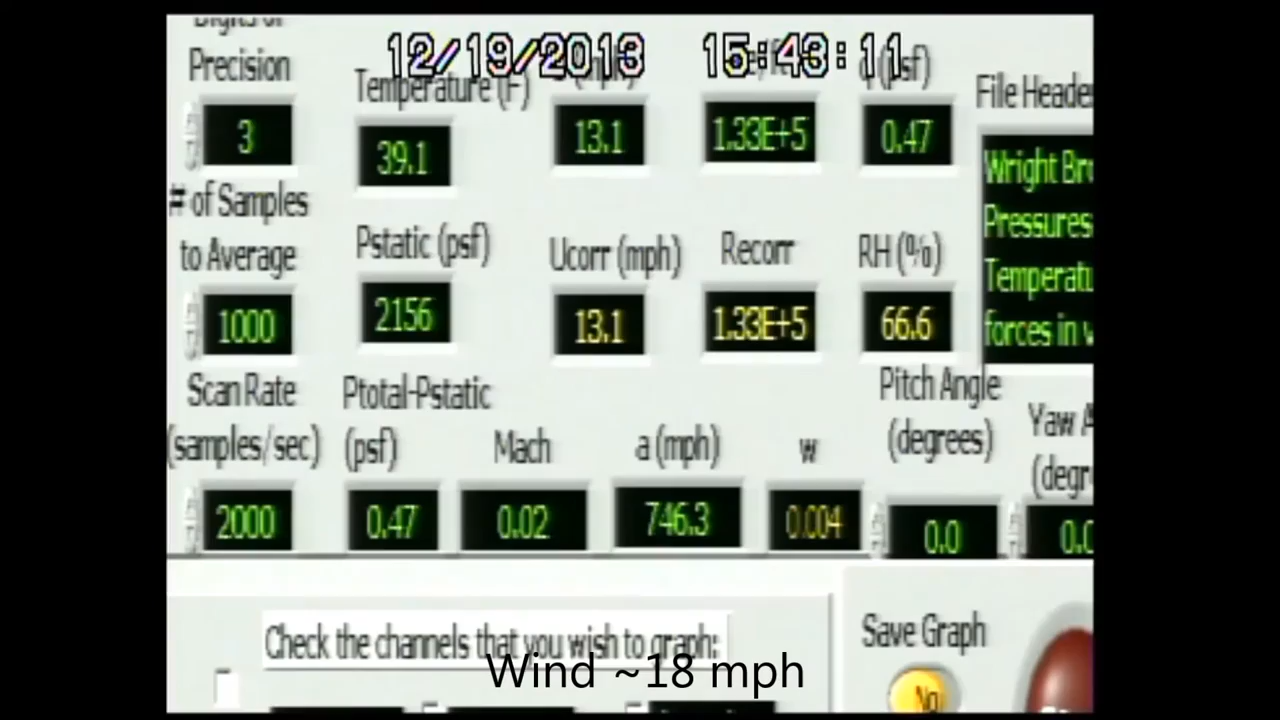 Digits of
Precision
12/19/2013 15:43:11
Temperature (F)
(mph)
(psf)
File Header
3
39.1
13.1
1.33E+5
0.47
Wright Bro
Pressures
Temperatu
forces in w
# of Samples
to Average
Pstatic (psf)
Ucorr (mph)
Recorr
RH (%)
1000
2156
13.1
1.33E+5
66.6
Scan Rate
(samples/sec)
Ptotal-Pstatic
(psf)
Mach
a (mph)
w
Pitch Angle
(degrees)
Yaw A
(degr
2000
0.47
0.02
746.3
0.004
0.0
0.0
Check the channels that you wish to graph:
Save Graph
No
Wind ~18 mph